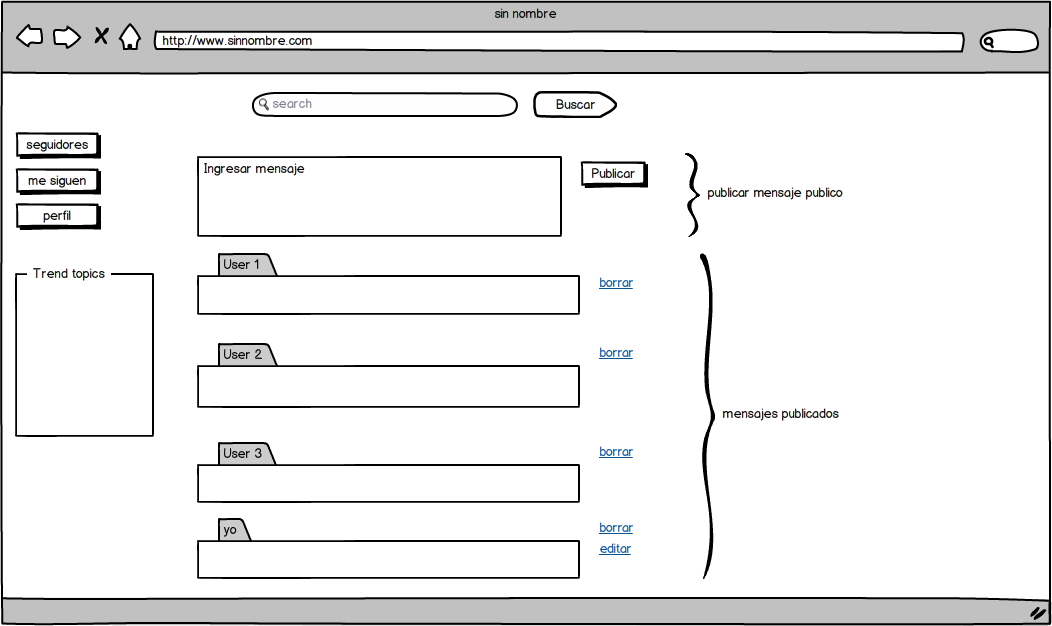 sin nombre
http://www.sinnombre.com
search
Buscar
seguidores
me siguen
perfil
Ingresar mensaje
Publicar
publicar mensaje publico
Trend topics
User 1
borrar
User 2
borrar
mensajes publicados
User 3
borrar
yo
borrar
editar